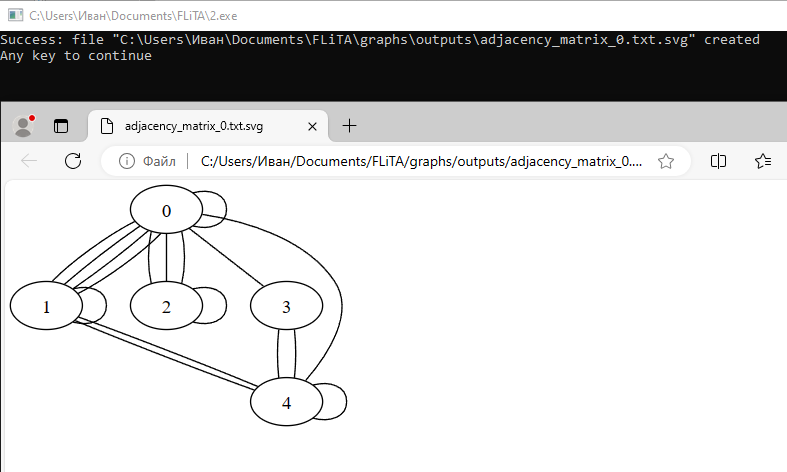 C:\Users\Иван\Documents\FLiTA\2.exe
Success: file "C:\Users\Иван\Documents\FLiTA\graphs\outputs\adjacency_matrix_0.txt.svg" created
Any key to continue
adjacency_matrix_0.txt.svg
Файл
C:/Users/Иван/Documents/FLiTA/graphs/outputs/adjacency_matrix_0....
0
1 2 3
4